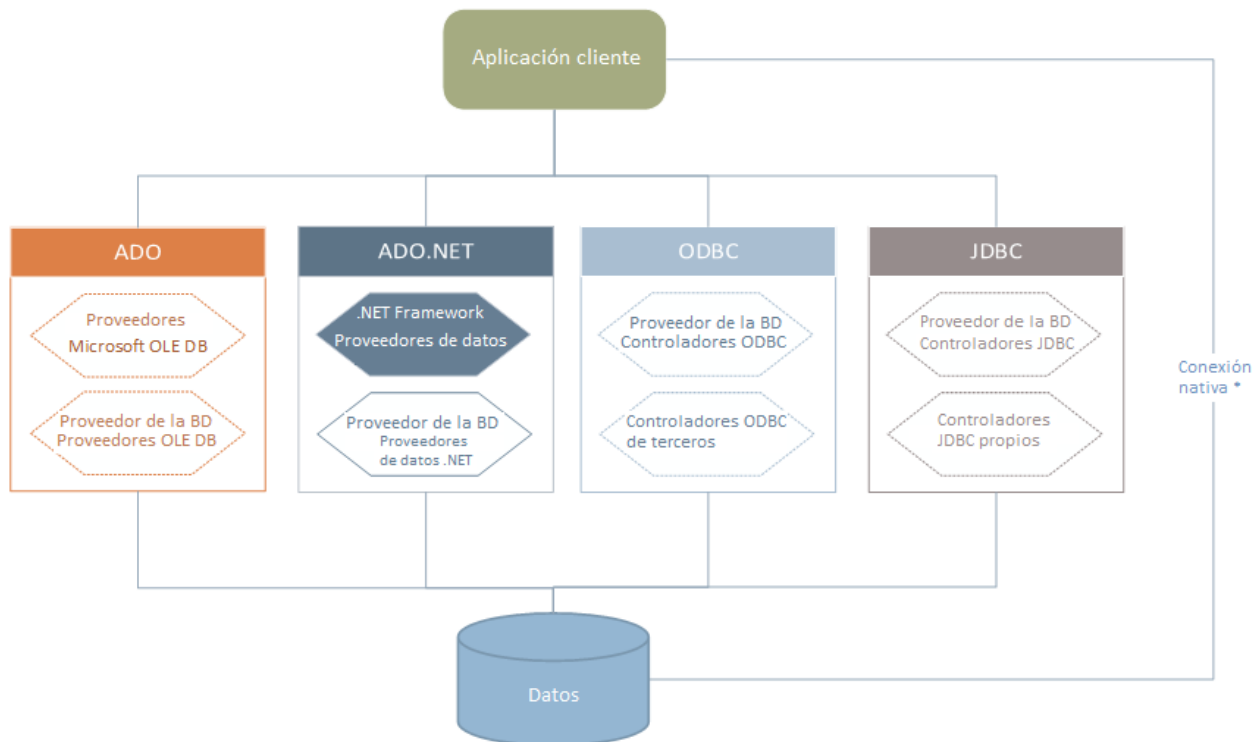 Aplicación cliente
ADO
Proveedores
Microsoft OLE DB
Proveedor de la BD
Proveedores OLE DB
ADO.NET
.NET Framework
Proveedores de datos
Proveedor de la BD
Proveedores
de datos .NET
ODBC
Proveedor de la BD
Controladores ODBC
Controladores ODBC
de terceros
JDBC
Proveedor de la BD
Controladores JDBC
Controladores
JDBC propios
Conexión
nativa *
Datos